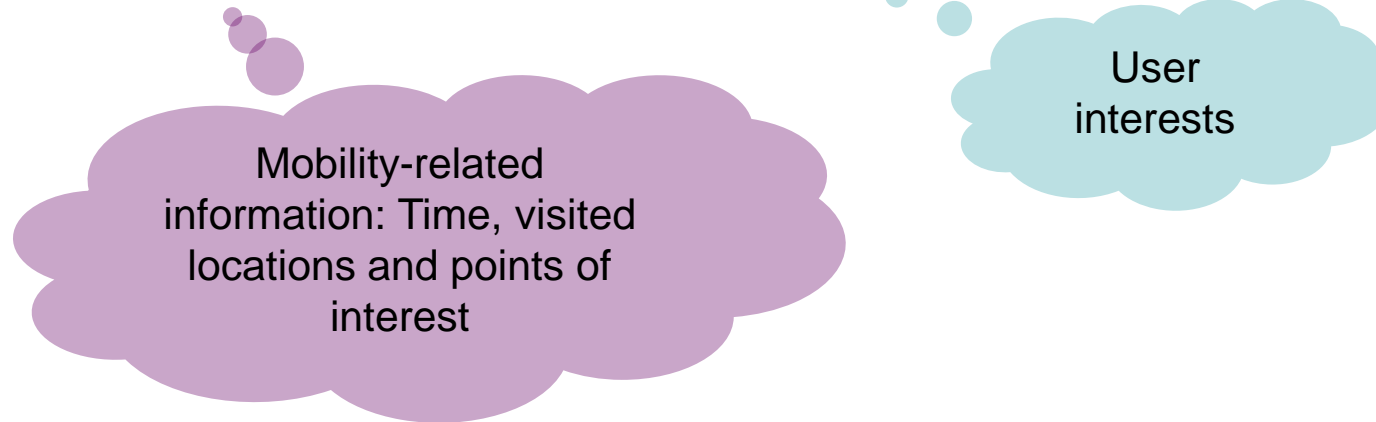 Mobility-related
information: Time, visited
locations and points of
interest
User
interests